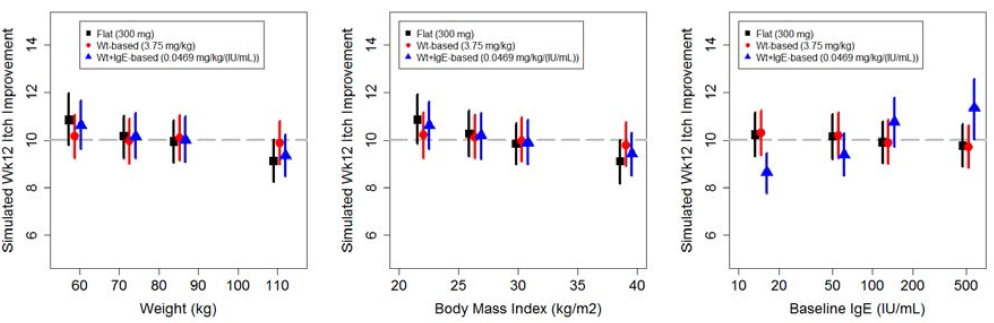 Simulated Wk12 Itch Improvement
14
12
10
8
6
Flat (300 mg)
Wt-based (3.75 mg/kg)
Wt+IgE-based (0.0469 mg/kg/(IU/mL))
60 70 80 90 100 110
Weight (kg)
Simulated Wk12 Itch Improvement
14
12
10
8
6
Flat (300 mg)
Wt-based (3.75 mg/kg)
Wt+IgE-based (0.0469 mg/kg/(IU/mL))
20 25 30 35 40
Body Mass Index (kg/m2)
Simulated Wk12 Itch Improvement
14
12
10
8
6
Flat (300 mg)
Wt-based (3.75 mg/kg)
Wt+IgE-based (0.0469 mg/kg/(IU/mL))
10 20 50 100 200 500
Baseline IgE (IU/mL)